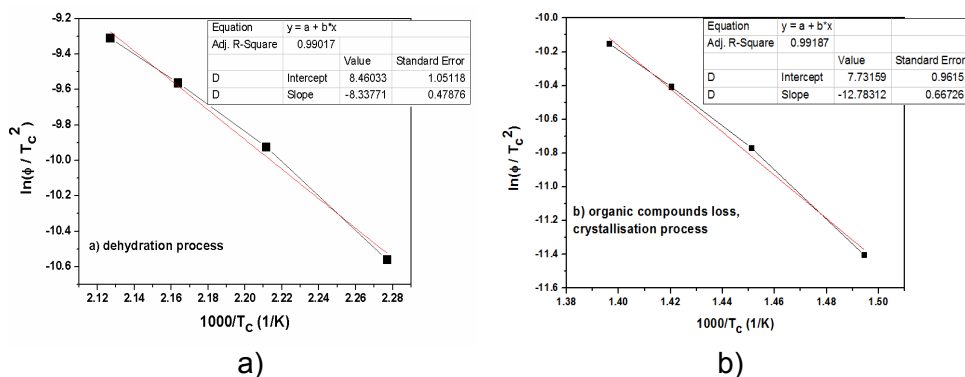 a)
Equation y = a + b*x
Adj. R-Square 0.99017
Value Standard Error
D Intercept 8.46033 1.05118
D Slope -8.33771 0.47876
-9.2
-9.4
-9.6
-9.8
-10.0
-10.2
-10.4
-10.6
ln(ϕ / T_C^2)
a) dehydration process
2.12 2.14 2.16 2.18 2.20 2.22 2.24 2.26 2.28
1000/T_C (1/K)
a)
b)
Equation y = a + b*x
Adj. R-Square 0.99187
Value Standard Error
D Intercept 7.73159 0.9615
D Slope -12.78312 0.66726
-10.0
-10.2
-10.4
-10.6
-10.8
-11.0
-11.2
-11.4
-11.6
ln(ϕ / T_C^2)
b) organic compounds loss,
crystallisation process
1.38 1.40 1.42 1.44 1.46 1.48 1.50
1000/T_C (1/K)
b)